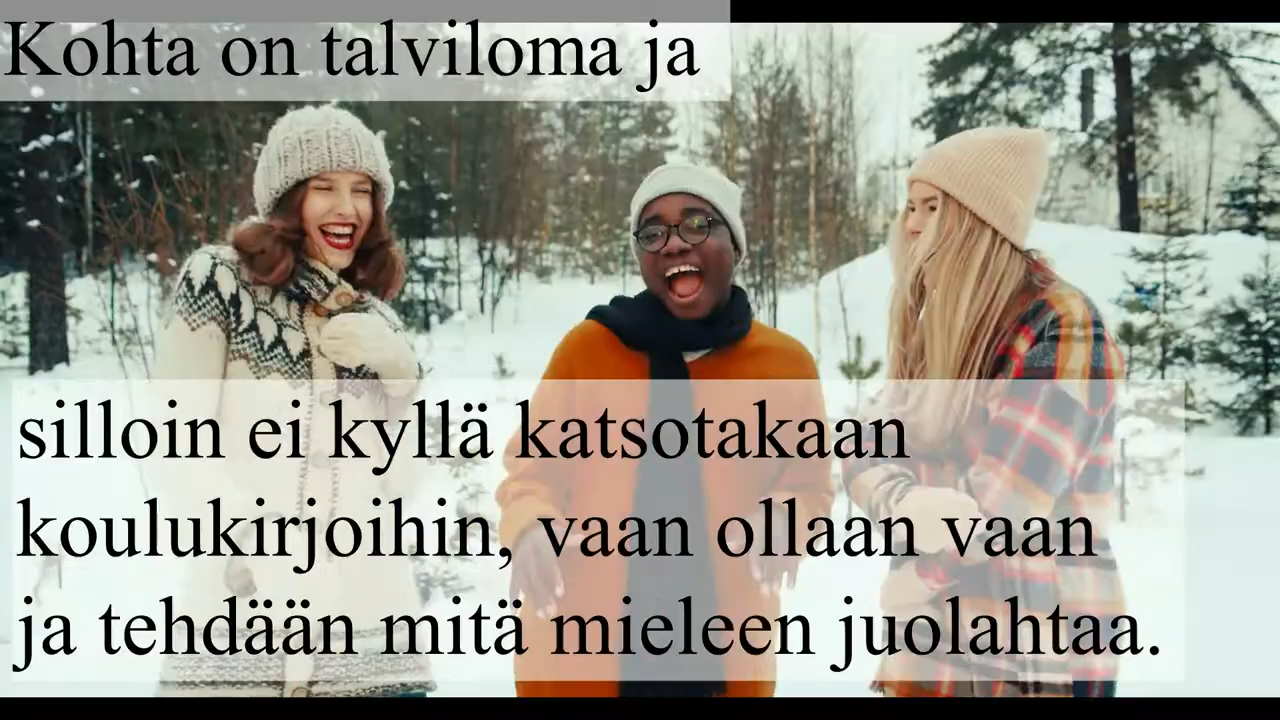 Kohta on talviloma ja
silloin ei kyllä katsotakaan
koulukirjoihin, vaan ollaan vaan
ja tehdään mitä mieleen juolahtaa.